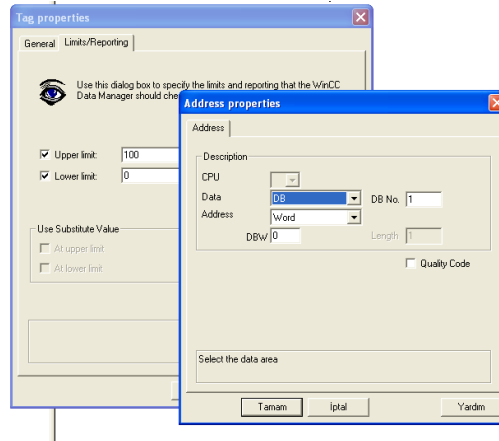 Tag properties
General
Limits/Reporting
Use this dialog box to specify the limits and reporting that the WinCC
Data Manager should che
Upper limit:
100
Lower limit:
0
Use Substitute Value
At upper limit
At lower limit
Address properties
Address
Description
CPU
Data
DB
DB No.
1
Address
Word
DBW
0
Length
1
Quality Code
Select the data area
Tamam
İptal
Yardım